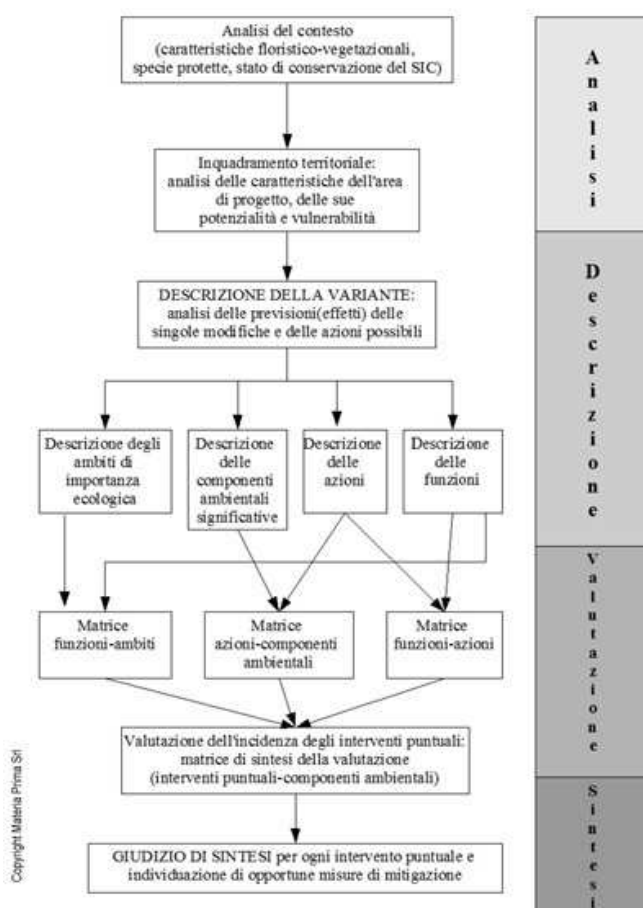 Analisi del contesto
(caratteristiche floristico-vegetazionali,
specie protette, stato di conservazione del SIC)
Inquadramento territoriale:
analisi delle caratteristiche dell'area
di progetto, delle sue
potenzialità e vulnerabilità
DESCRIZIONE DELLA VARIANTE:
analisi delle previsioni(effetti) delle
singole modifiche e delle azioni possibili
Descrizione degli
ambiti di
importanza
ecologica
Descrizione
delle
componenti
ambientali
significative
Descrizione
delle
azioni
Descrizione
delle
funzioni
Matrice
funzioni-ambiti
Matrice
azioni-componenti
ambientali
Matrice
funzioni-azioni
Valutazione dell'incidenza degli interventi puntuali:
matrice di sintesi della valutazione
(interventi puntuali-componenti ambientali)
GIUDIZIO DI SINTESI per ogni intervento puntuale e
individuazione di opportune misure di mitigazione
Analisi
Descrizione
Valutazione
Sintesi
Copyright Materia Prima Srl